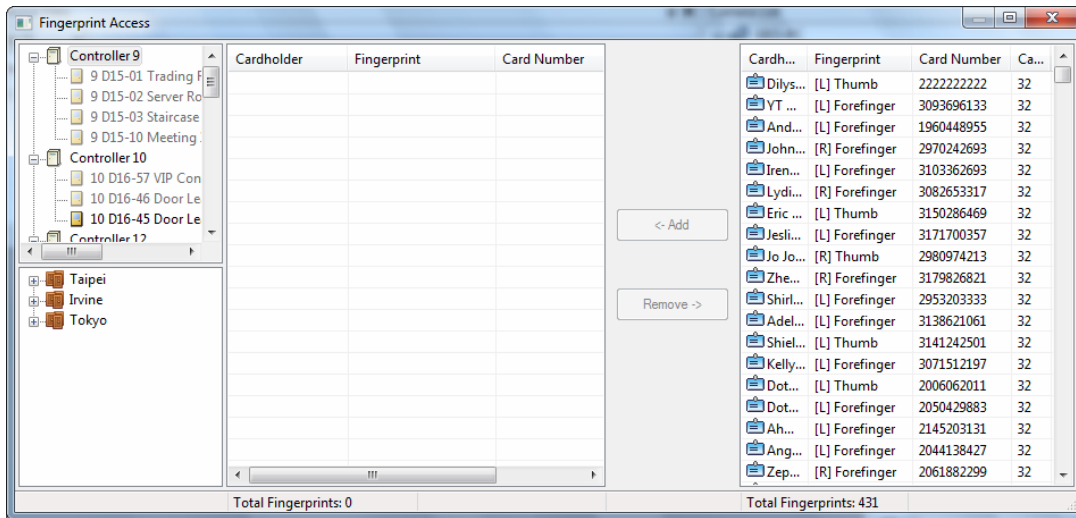 Fingerprint Access
Controller 9
9 D15-01 Trading
9 D15-02 Server Ro
9 D15-03 Staircase
9 D15-10 Meeting
Controller 10
10 D16-57 VIP Con
10 D16-46 Door Le
10 D16-45 Door Le
Controller 12
Taipei
Irvine
Tokyo
Cardholder Fingerprint Card Number
<- Add
Remove ->
Cardh... Fingerprint Card Number Ca...
Dilys... [L] Thumb 2222222222 32
YT ... [L] Forefinger 3093696133 32
And... [L] Forefinger 1960448955 32
John... [R] Forefinger 2970242693 32
Iren... [L] Forefinger 3103362693 32
Lydi... [R] Forefinger 3082653317 32
Eric ... [L] Thumb 3150286469 32
Jesli... [L] Forefinger 3171700357 32
Jo Jo... [R] Thumb 2980974213 32
Zhe... [R] Forefinger 3179826821 32
Shirl... [L] Forefinger 2953203333 32
Adel... [L] Forefinger 3138621061 32
Shiel... [L] Thumb 3141242501 32
Kelly... [L] Forefinger 3071512197 32
Dot... [L] Thumb 2006062011 32
Dot... [L] Forefinger 2050429883 32
Ah... [L] Forefinger 2145203131 32
Ang... [L] Forefinger 2044138427 32
Zep... [R] Forefinger 2061882299 32
Total Fingerprints: 0
Total Fingerprints: 431